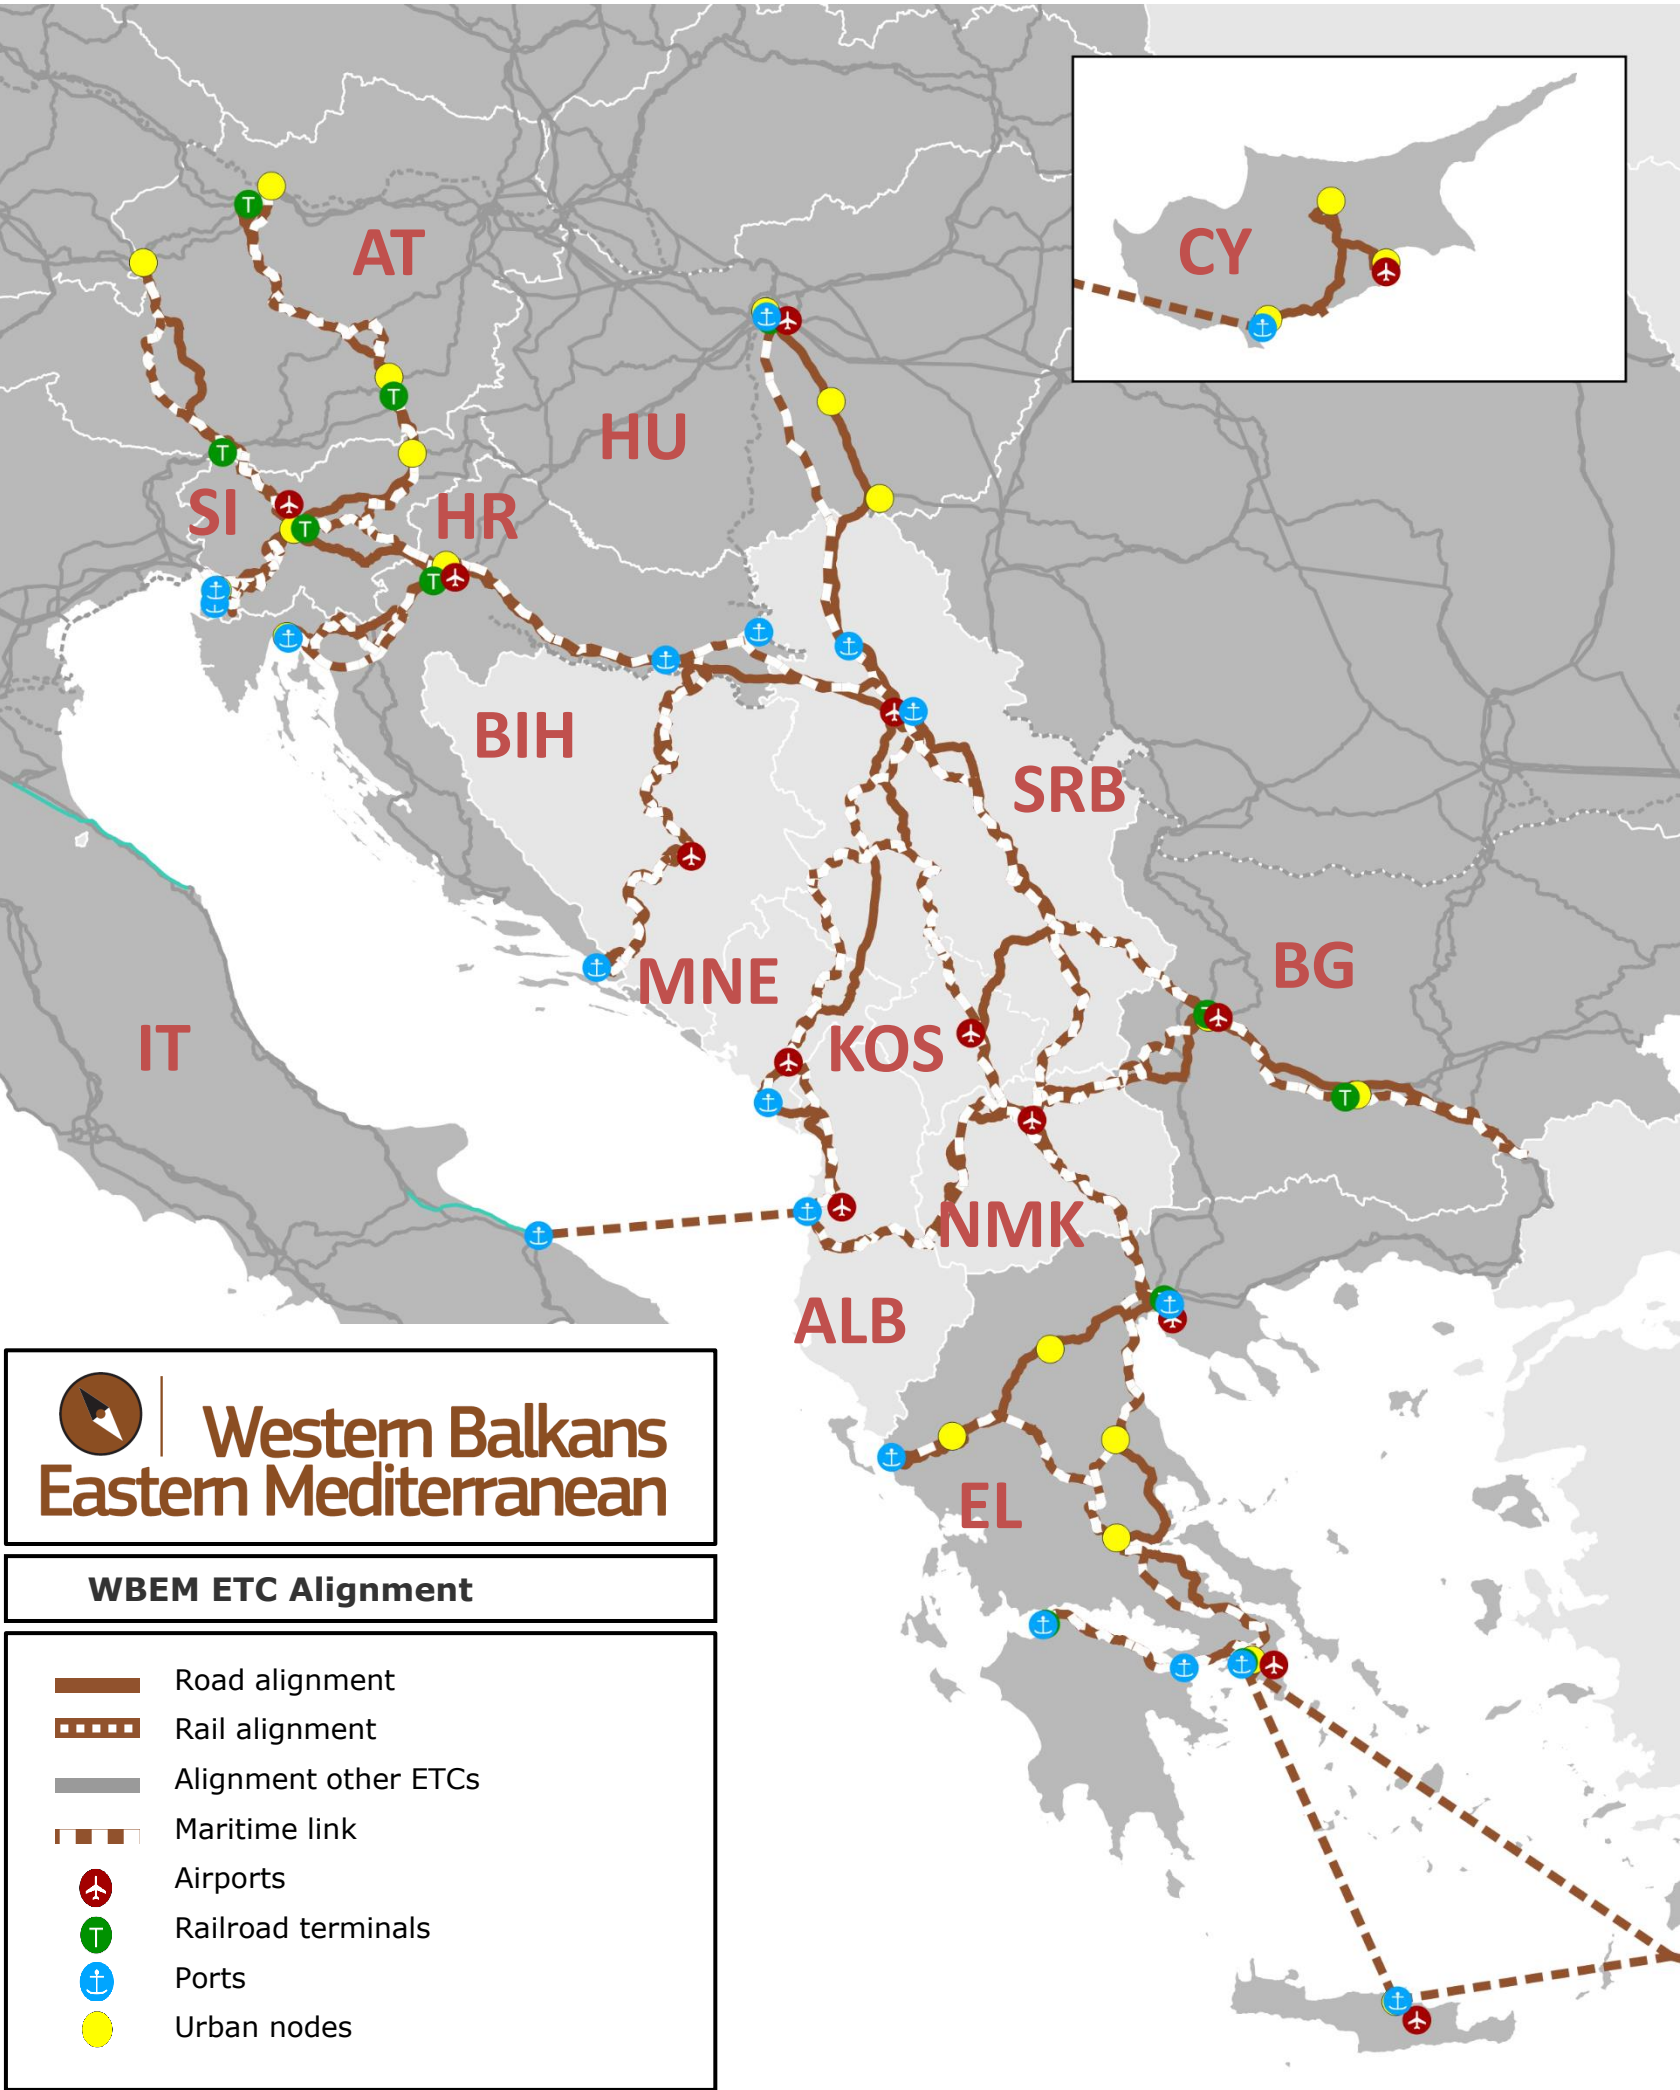 AT
CY
HU
SI
HR
BIH
SRB
BG
MNE
IT
KOS
NMK
ALB
EL
Western Balkans
Eastern Mediterranean
WBEM ETC Alignment
Road alignment
Rail alignment
Alignment other ETCs
Maritime link
Airports
T Railroad terminals
Ports
Urban nodes
T
T
T
T
T
T
T